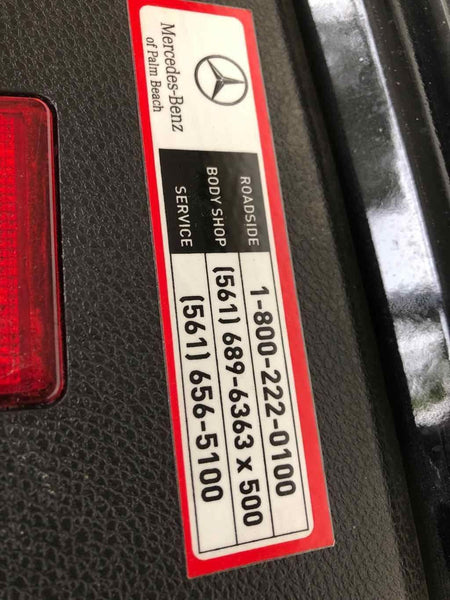 Mercedes-Benz
of Palm Beach
ROADSIDE 1-800-222-0100
BODY SHOP (561) 689-6363 x 500
SERVICE (561) 656-5100